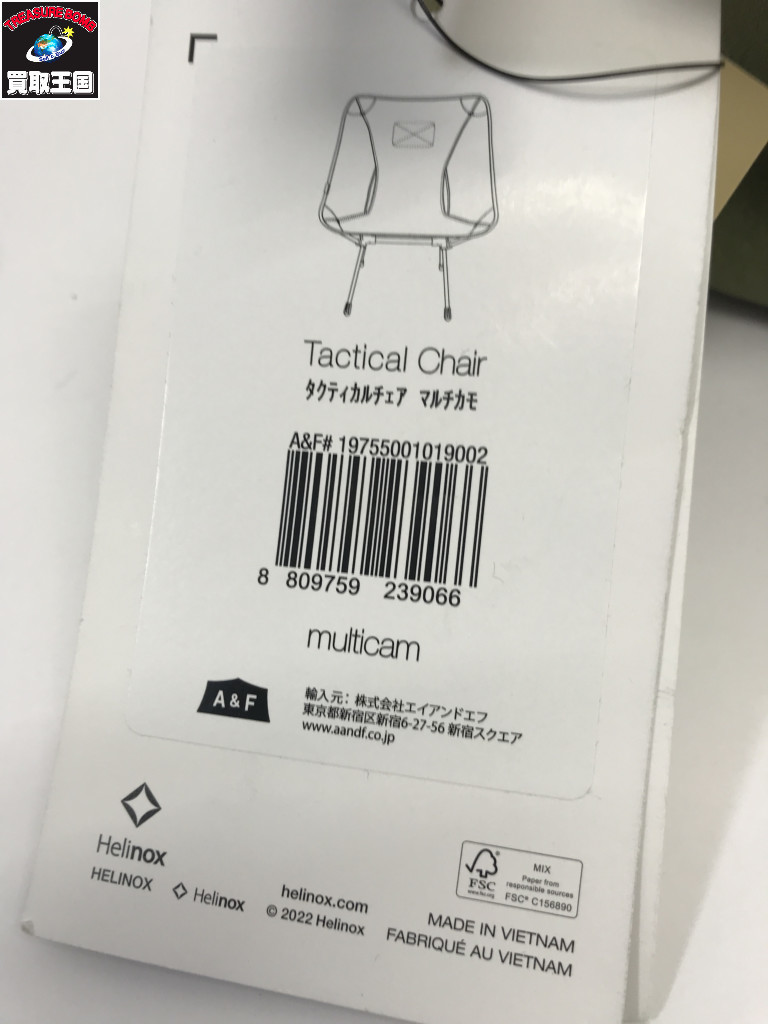 TREASURE BOMB
買取王国
Tactical Chair
タクティカルチェア マルチカモ
A&F# 19755001019002
8 809759 239066
multicam
A & F
輸入元: 株式会社エイアンドエフ
東京都新宿区新宿6-27-56 新宿スクエア
www.aandf.co.jp
Helinox
HELINOX
Helinox
helinox.com
© 2022 Helinox
FSC
www.fsc.org
MIX
Paper from
responsible sources
FSC® C156890
MADE IN VIETNAM
FABRIQUÉ AU VIETNAM